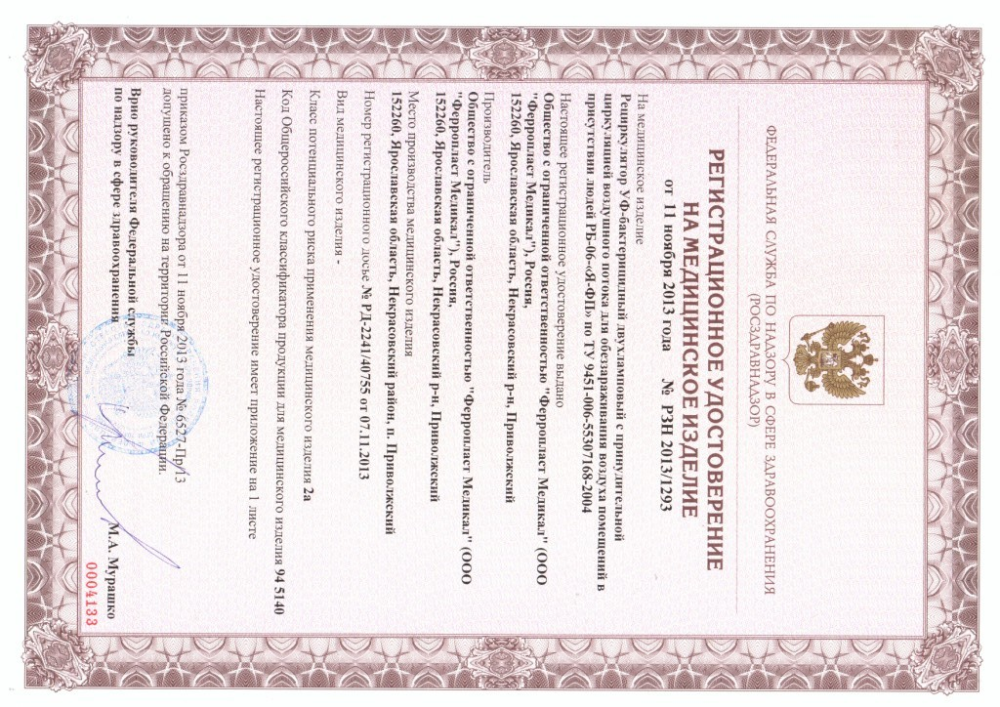 ФЕДЕРАЛЬНАЯ СЛУЖБА ПО НАДЗОРУ В СФЕРЕ ЗДРАВООХРАНЕНИЯ
(РОСЗДРАВНАДЗОР)
РЕГИСТРАЦИОННОЕ УДОСТОВЕРЕНИЕ
НА МЕДИЦИНСКОЕ ИЗДЕЛИЕ
от 11 ноября 2013 года № РЗН 2013/1293
На медицинское изделие
Рециркулятор УФ-бактерицидный двухламповый с принудительной
циркуляцией воздушного потока для обеззараживания воздуха помещений в
присутствии людей РБ-06-«Я-ФП» по ТУ 9451-006-55307168-2004
Настоящее регистрационное удостоверение выдано
Общество с ограниченной ответственностью "Ферропласт Медикал" (ООО
"Ферропласт Медикал"), Россия,
152260, Ярославская область, Некрасовский р-н, Приволжский
Производитель
Общество с ограниченной ответственностью "Ферропласт Медикал" (ООО
"Ферропласт Медикал"), Россия,
152260, Ярославская область, Некрасовский р-н, Приволжский
Место производства медицинского изделия
152260, Ярославская область, Некрасовский район, п. Приволжский
Номер регистрационного досье № РД-2241/40755 от 07.11.2013
Вид медицинского изделия -
Класс потенциального риска применения медицинского изделия 2а
Код Общероссийского классификатора продукции для медицинского изделия 94 5140
Настоящее регистрационное удостоверение имеет приложение на 1 листе
приказом Росздравнадзора от 11 ноября 2013 года № 6527-Пр/13
допущено к обращению на территории Российской Федерации.
Врио руководителя Федеральной службы
по надзору в сфере здравоохранения М.А. Мурашко
0004133